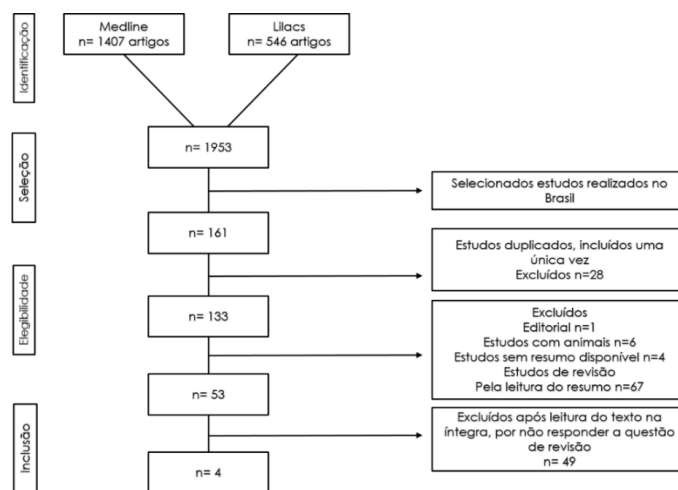 Identificação
Medline
n= 1407 artigos
Lilacs
n= 546 artigos
Seleção
n= 1953
Selecionados estudos realizados no
Brasil
n= 161
Estudos duplicados, incluídos uma
única vez
Excluídos n=28
Elegibilidade
n= 133
Excluídos
Editorial n=1
Estudos com animais n=6
Estudos sem resumo disponível n=4
Estudos de revisão
Pela leitura do resumo n=67
n= 53
Inclusão
Excluídos após leitura do texto na
íntegra, por não responder a questão
de revisão
n= 49
n= 4